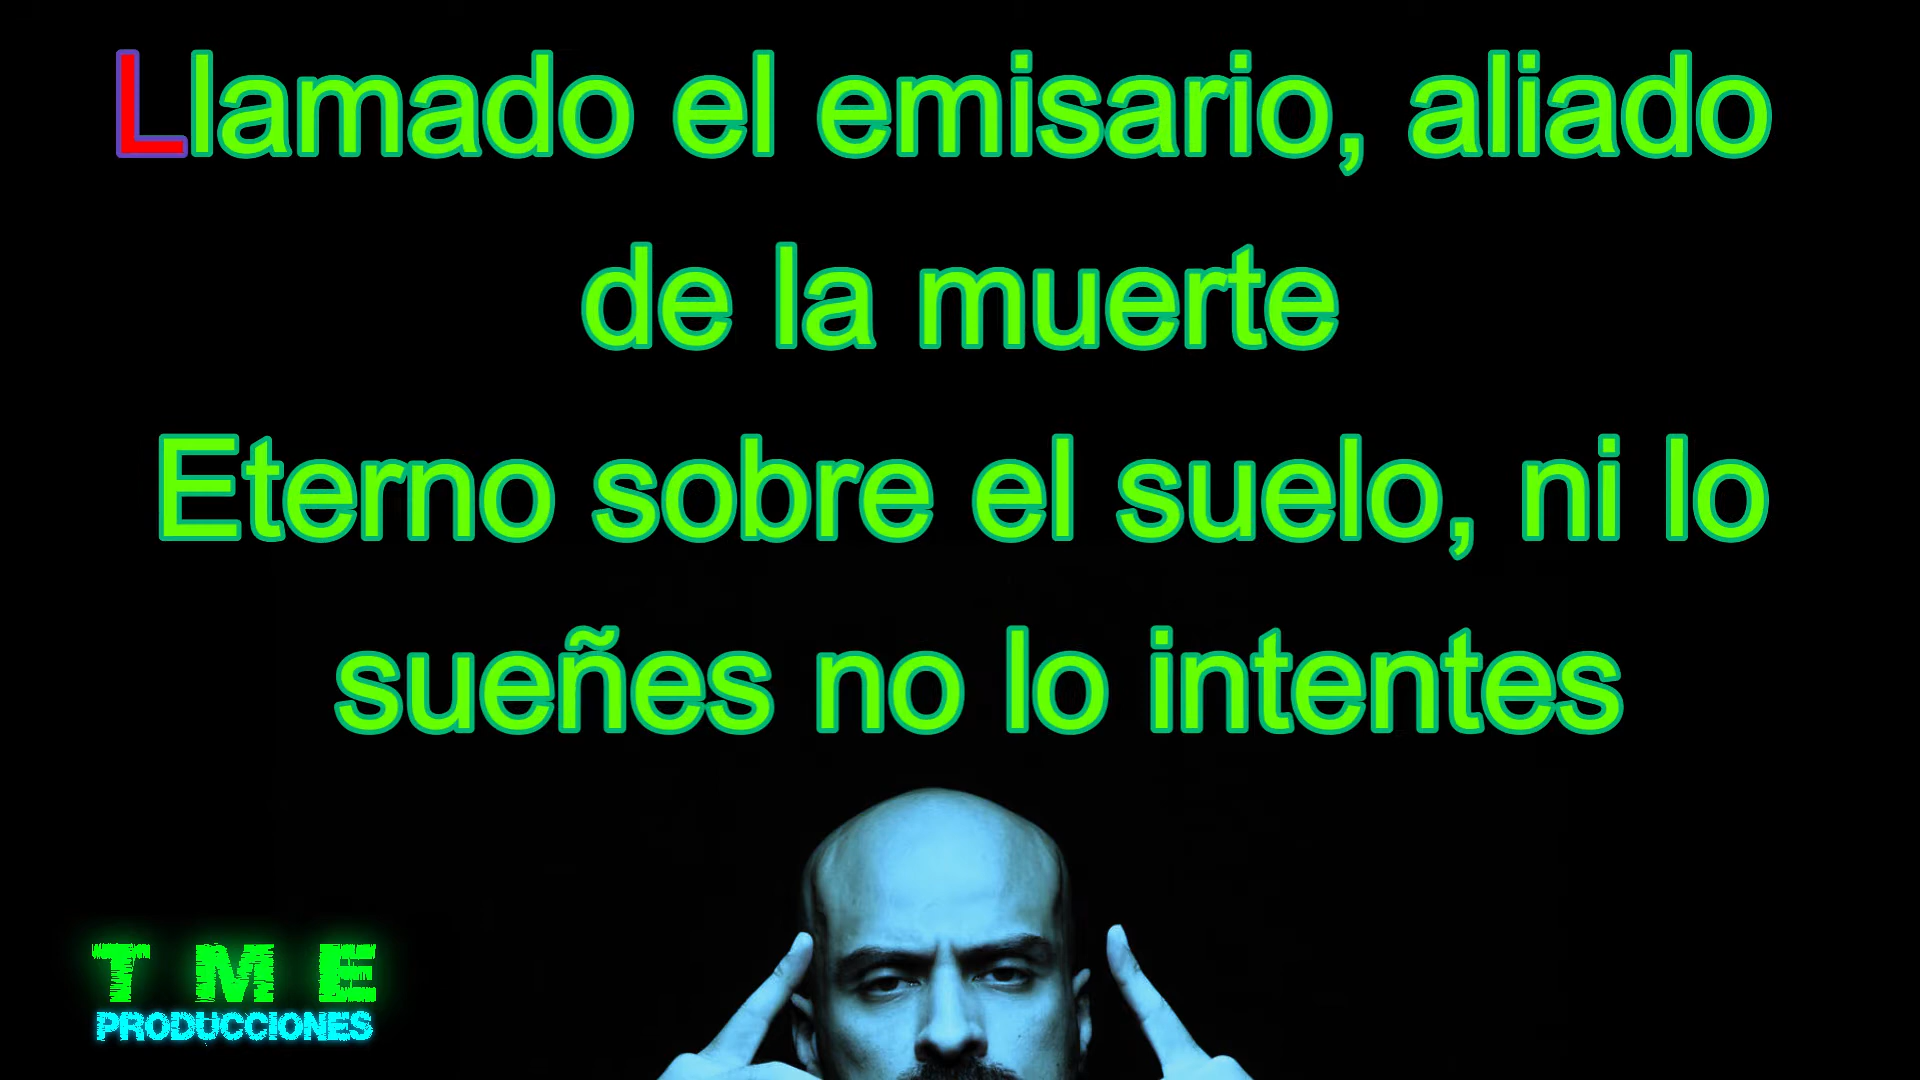 Llamado el emisario, aliado
de la muerte
Eterno sobre el suelo, ni lo
sueñes no lo intentes
T M E
PRODUCCIONES